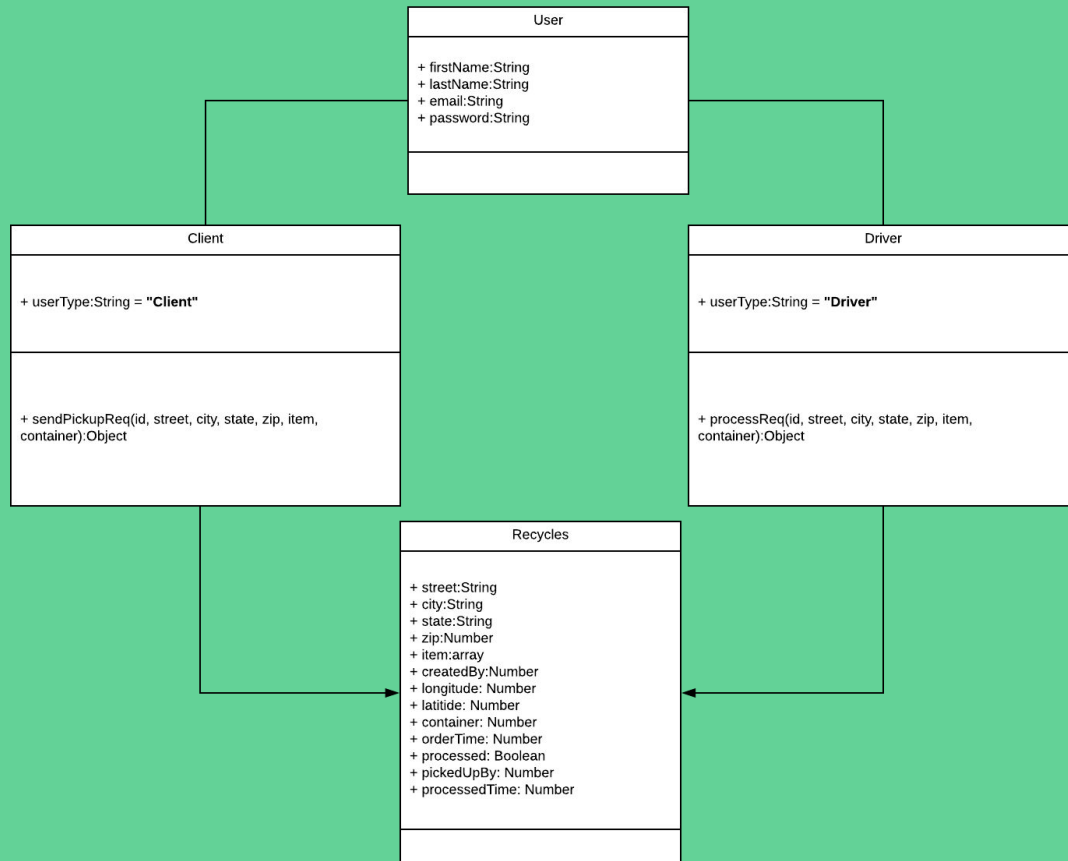 User
+ firstName:String
+ lastName:String
+ email:String
+ password:String
Client
+ userType:String = "Client"
+ sendPickupReq(id, street, city, state, zip, item,
container):Object
Driver
+ userType:String = "Driver"
+ processReq(id, street, city, state, zip, item,
container):Object
Recycles
+ street:String
+ city:String
+ state:String
+ zip:Number
+ item:array
+ createdBy:Number
+ longitude: Number
+ latitide: Number
+ container: Number
+ orderTime: Number
+ processed: Boolean
+ pickedUpBy: Number
+ processedTime: Number